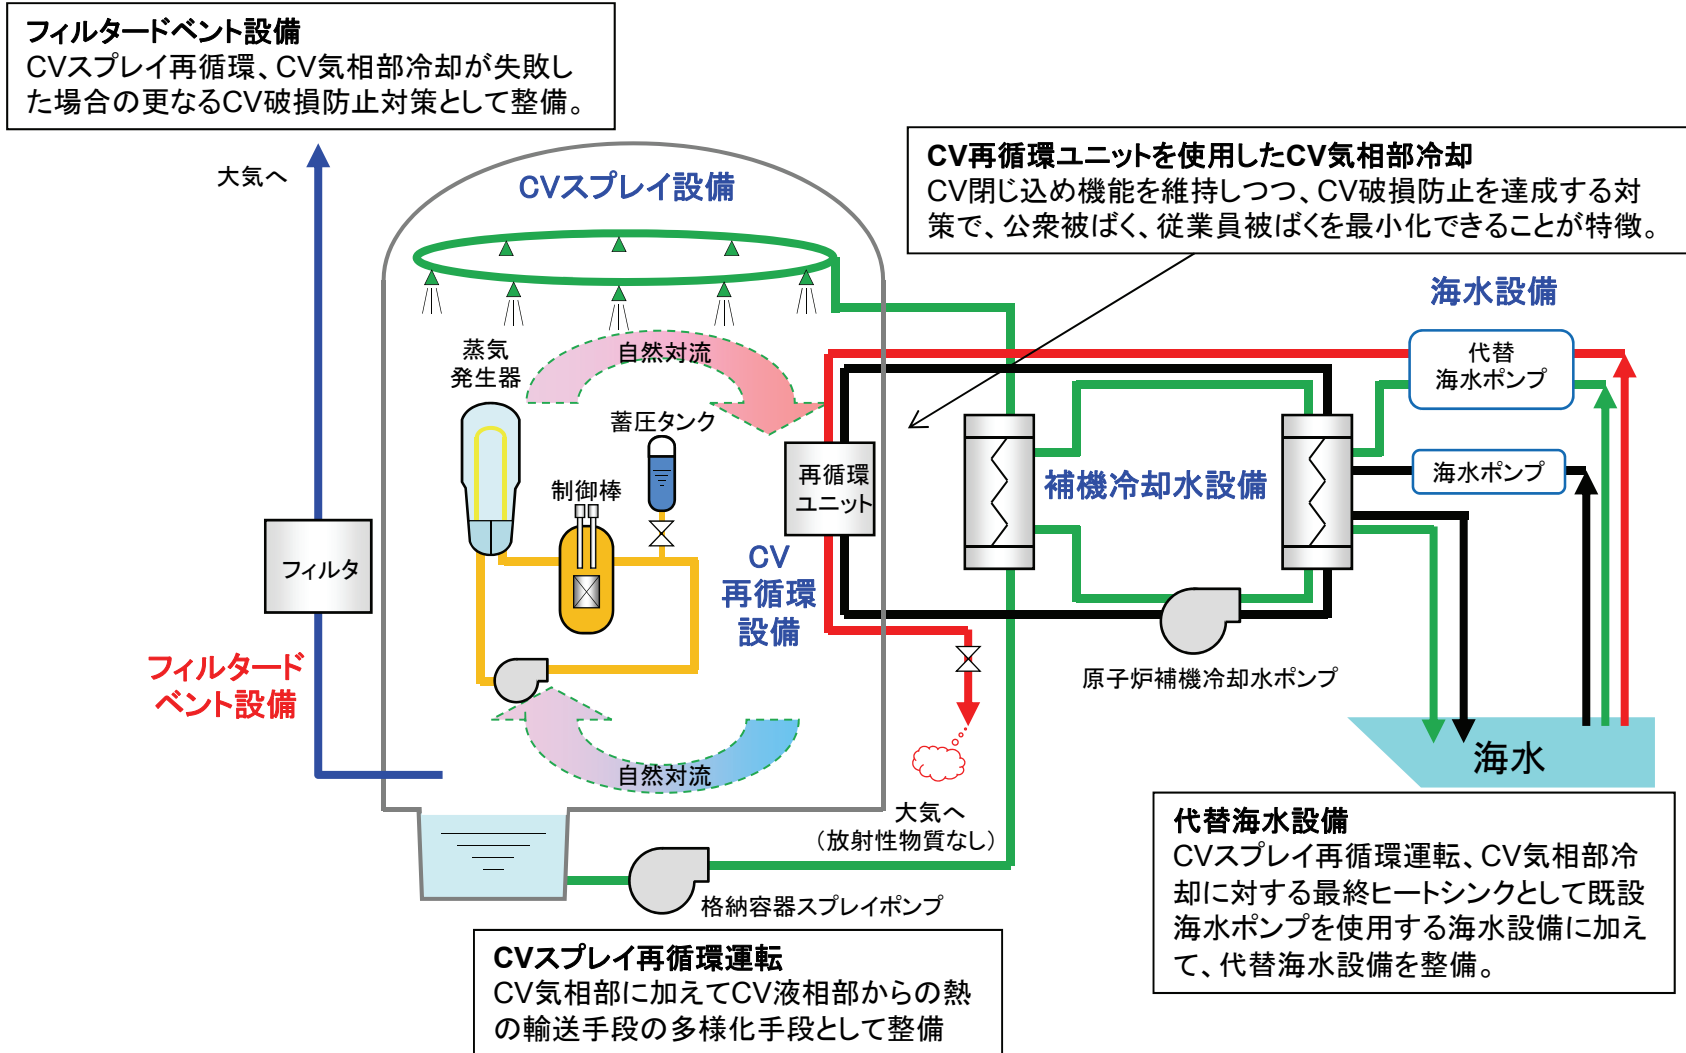 フィルタードベント設備
CVスプレイ再循環、CV気相部冷却が失敗し
た場合の更なるCV破損防止対策として整備。
大気へ
CVスプレイ設備
CV再循環ユニットを使用したCV気相部冷却
CV閉じ込め機能を維持しつつ、CV破損防止を達成する対
策で、公衆被ばく、従業員被ばくを最小化できることが特徴。
海水設備
自然対流
蒸気
発生器
代替
海水ポンプ
蓄圧タンク
制御棒
再循環
ユニット
補機冷却水設備
海水ポンプ
フィルタ
CV
再循環
設備
フィルタード
ベント設備
原子炉補機冷却水ポンプ
海水
自然対流
大気へ
（放射性物質なし）
格納容器スプレイポンプ
代替海水設備
CVスプレイ再循環運転、CV気相部冷
却に対する最終ヒートシンクとして既設
海水ポンプを使用する海水設備に加え
て、代替海水設備を整備。
CVスプレイ再循環運転
CV気相部に加えてCV液相部からの熱
の輸送手段の多様化手段として整備